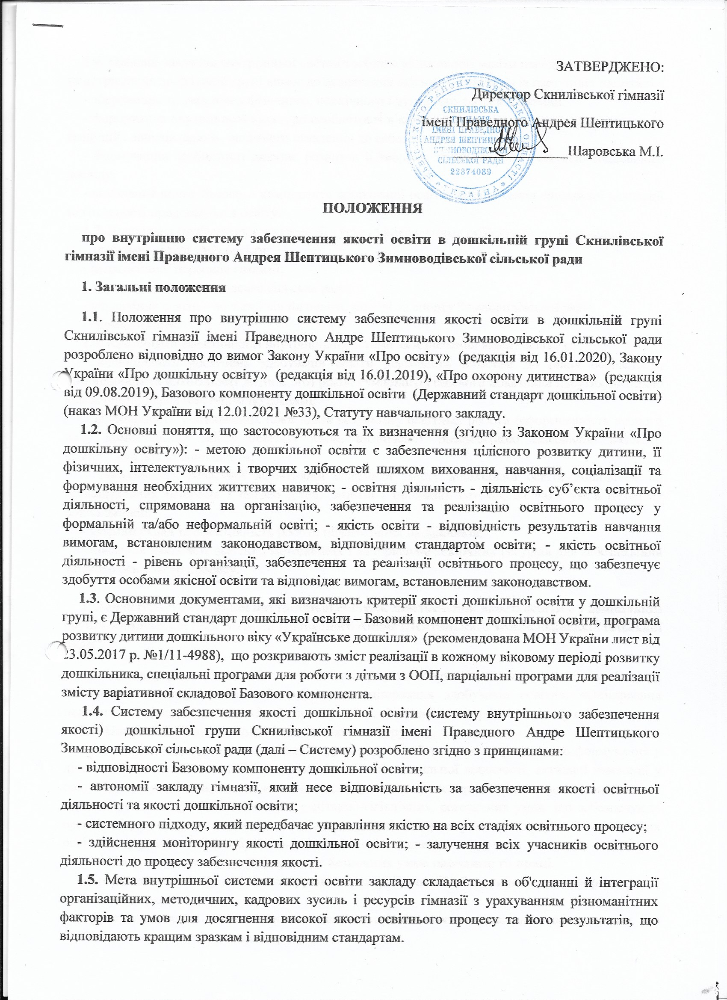 ЗАТВЕРДЖЕНО:
Директор Скнилівської гімназії
імені Праведного Андрея Шептицького
Шаровська М.І.
ЛЬВІВСЬКОГО РАЙОНУ ЛЬВІВСЬКОЇ ОБЛАСТІ * УКРАЇНА *
СКНИЛІВСЬКА
ГІМНАЗІЯ
ІМЕНІ ПРАВЕДНОГО
АНДРЕЯ ШЕПТИЦЬКОГО
ЗИМНОВОДІВСЬКОЇ
СІЛЬСЬКОЇ РАДИ
22374089
ПОЛОЖЕННЯ
про внутрішню систему забезпечення якості освіти в дошкільній групі Скнилівської
гімназії імені Праведного Андрея Шептицького Зимноводівської сільської ради
1. Загальні положення
1.1. Положення про внутрішню систему забезпечення якості освіти в дошкільній групі
Скнилівської гімназії імені Праведного Андре Шептицького Зимноводівської сільської ради
розроблено відповідно до вимог Закону України «Про освіту» (редакція від 16.01.2020), Закону
України «Про дошкільну освіту» (редакція від 16.01.2019), «Про охорону дитинства» (редакція
від 09.08.2019), Базового компоненту дошкільної освіти (Державний стандарт дошкільної освіти)
(наказ МОН України від 12.01.2021 №33), Статуту навчального закладу.
1.2. Основні поняття, що застосовуються та їх визначення (згідно із Законом України «Про
дошкільну освіту»): - метою дошкільної освіти є забезпечення цілісного розвитку дитини, її
фізичних, інтелектуальних і творчих здібностей шляхом виховання, навчання, соціалізації та
формування необхідних життєвих навичок; - освітня діяльність - діяльність суб’єкта освітньої
діяльності, спрямована на організацію, забезпечення та реалізацію освітнього процесу у
формальній та/або неформальній освіті; - якість освіти - відповідність результатів навчання
вимогам, встановленим законодавством, відповідним стандартом освіти; - якість освітньої
діяльності - рівень організації, забезпечення та реалізації освітнього процесу, що забезпечує
здобуття особами якісної освіти та відповідає вимогам, встановленим законодавством.
1.3. Основними документами, які визначають критерії якості дошкільної освіти у дошкільній
групі, є Державний стандарт дошкільної освіти – Базовий компонент дошкільної освіти, програма
розвитку дитини дошкільного віку «Українське дошкілля» (рекомендована МОН України лист від
23.05.2017 р. №1/11-4988), що розкривають зміст реалізації в кожному віковому періоді розвитку
дошкільника, спеціальні програми для роботи з дітьми з ООП, парціальні програми для реалізації
змісту варіативної складової Базового компонента.
1.4. Систему забезпечення якості дошкільної освіти (систему внутрішнього забезпечення
якості) дошкільної групи Скнилівської гімназії імені Праведного Андре Шептицького
Зимноводівської сільської ради (далі – Систему) розроблено згідно з принципами:
- відповідності Базовому компоненту дошкільної освіти;
- автономії закладу гімназії, який несе відповідальність за забезпечення якості освітньої
діяльності та якості дошкільної освіти;
- системного підходу, який передбачає управління якістю на всіх стадіях освітнього процесу;
- здійснення моніторингу якості дошкільної освіти; - залучення всіх учасників освітнього
діяльності до процесу забезпечення якості.
1.5. Мета внутрішньої системи якості освіти закладу складається в об'єднанні й інтеграції
організаційних, методичних, кадрових зусиль і ресурсів гімназії з урахуванням різноманітних
факторів та умов для досягнення високої якості освітнього процесу та його результатів, що
відповідають кращим зразкам і відповідним стандартам.